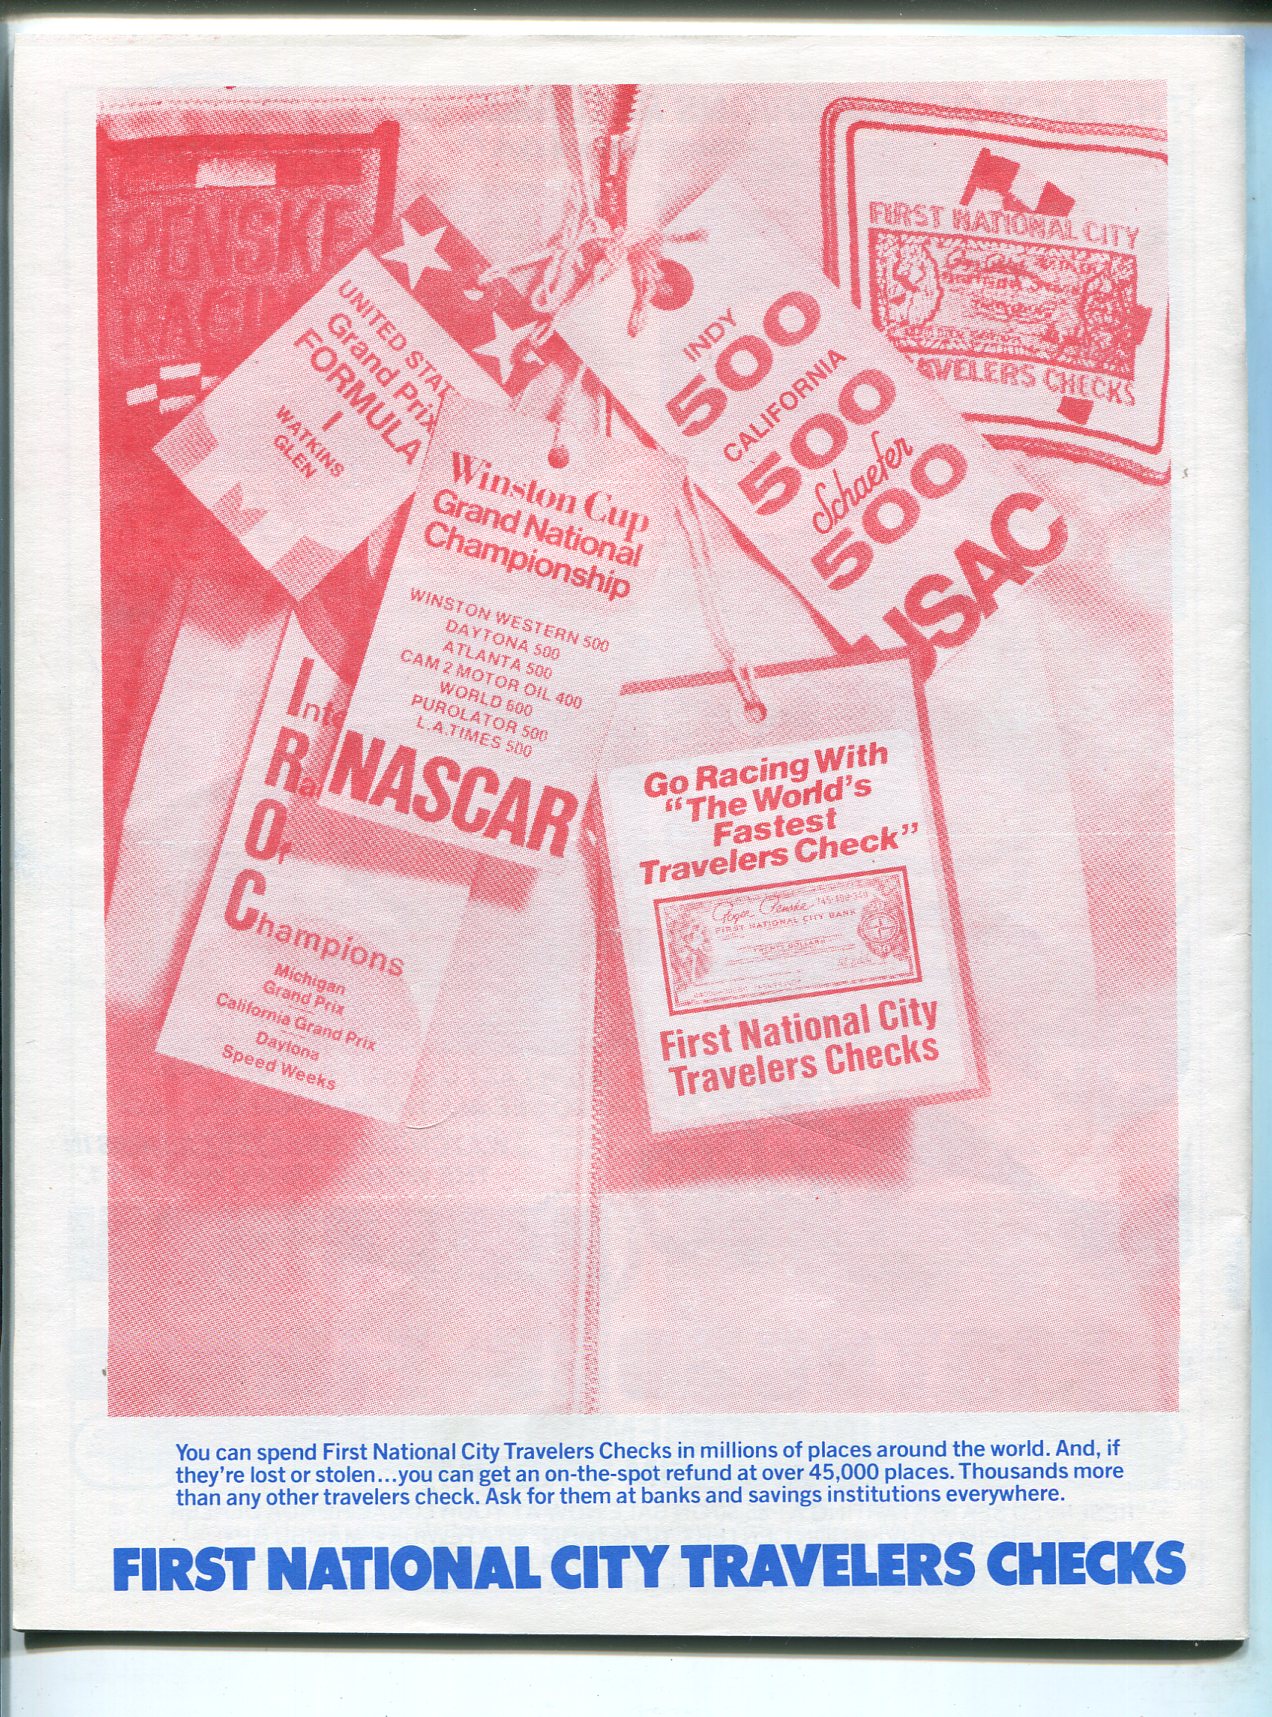 PENSKE
UNITED STAT
Grand Prix
FORMULA
I
WATKINS
GLEN
INDY
500
CALIFORNIA
500
Schaefer
500
USAC
FIRST NATIONAL CITY
AVELERS CHECKS
Winston Cup
Grand National
Championship
WINSTON WESTERN 500
DAYTONA 500
ATLANTA 500
CAM 2 MOTOR OIL 400
WORLD 600
PUROLATOR 500
L.A. TIMES 500
NASCAR
Inte
Ra
Of
Champions
Michigan
Grand Prix
California Grand Prix
Daytona
Speed Weeks
Go Racing With
“The World's
Fastest
Travelers Check”
Roger Penske
FIRST NATIONAL CITY BANK
First National City
Travelers Checks
You can spend First National City Travelers Checks in millions of places around the world. And, if
they're lost or stolen...you can get an on-the-spot refund at over 45,000 places. Thousands more
than any other travelers check. Ask for them at banks and savings institutions everywhere.
FIRST NATIONAL CITY TRAVELERS CHECKS